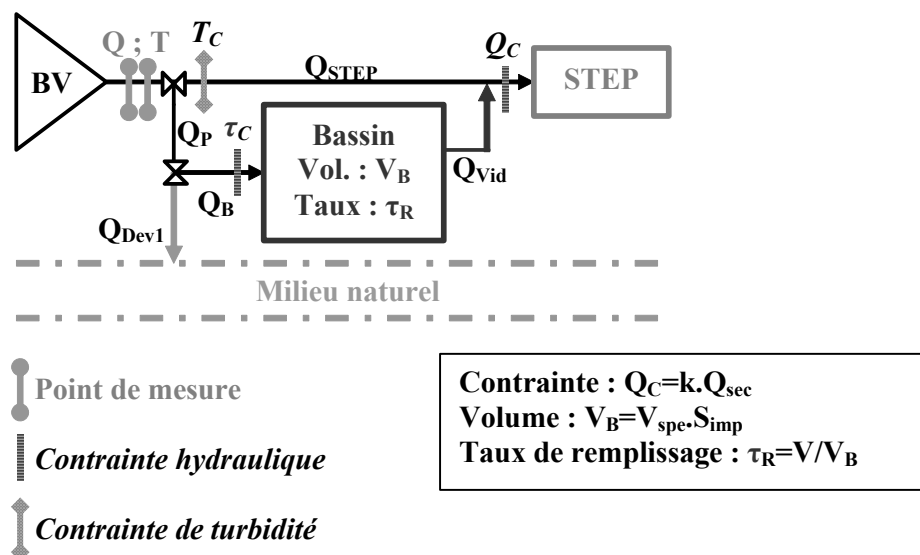 Q ; T
T_C
Q_C
BV
Q_STEP
STEP
Q_P
τ_C
Bassin
Vol. : V_B
Taux : τ_R
Q_Vid
Q_B
Q_Dev1
Milieu naturel
Point de mesure
Contrainte hydraulique
Contrainte de turbidité
Contrainte : Q_C=k.Q_sec
Volume : V_B=V_spe.S_imp
Taux de remplissage : τ_R=V/V_B